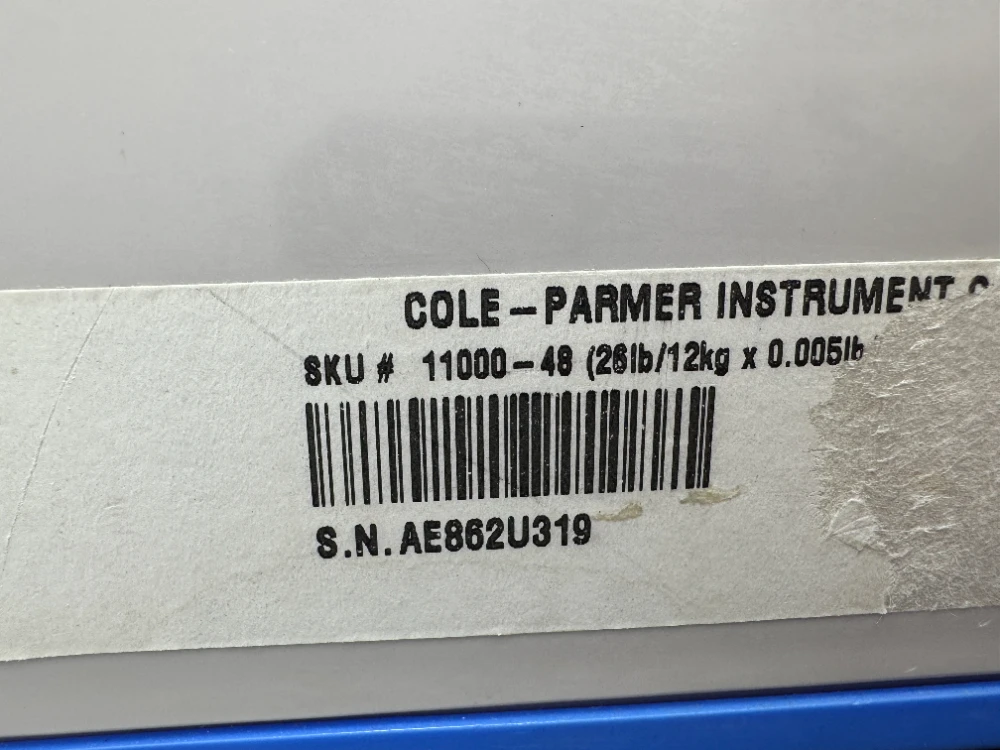 COLE-PARMER INSTRUMENT
SKU # 11000-48 (26lb/12kg x 0.005lb
S.N. AE862U319